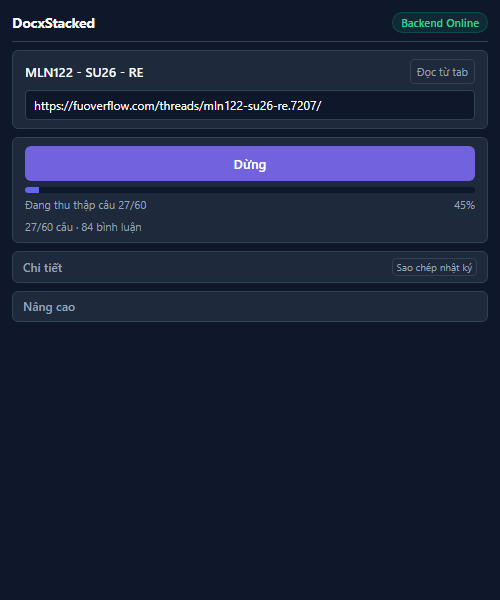 DocxStacked
Backend Online
MLN122 - SU26 - RE
Đọc từ tab
https://fuoverflow.com/threads/mln122-su26-re.7207/
Dừng
Đang thu thập câu 27/60
45%
27/60 câu · 84 bình luận
Chi tiết
Sao chép nhật ký
Nâng cao